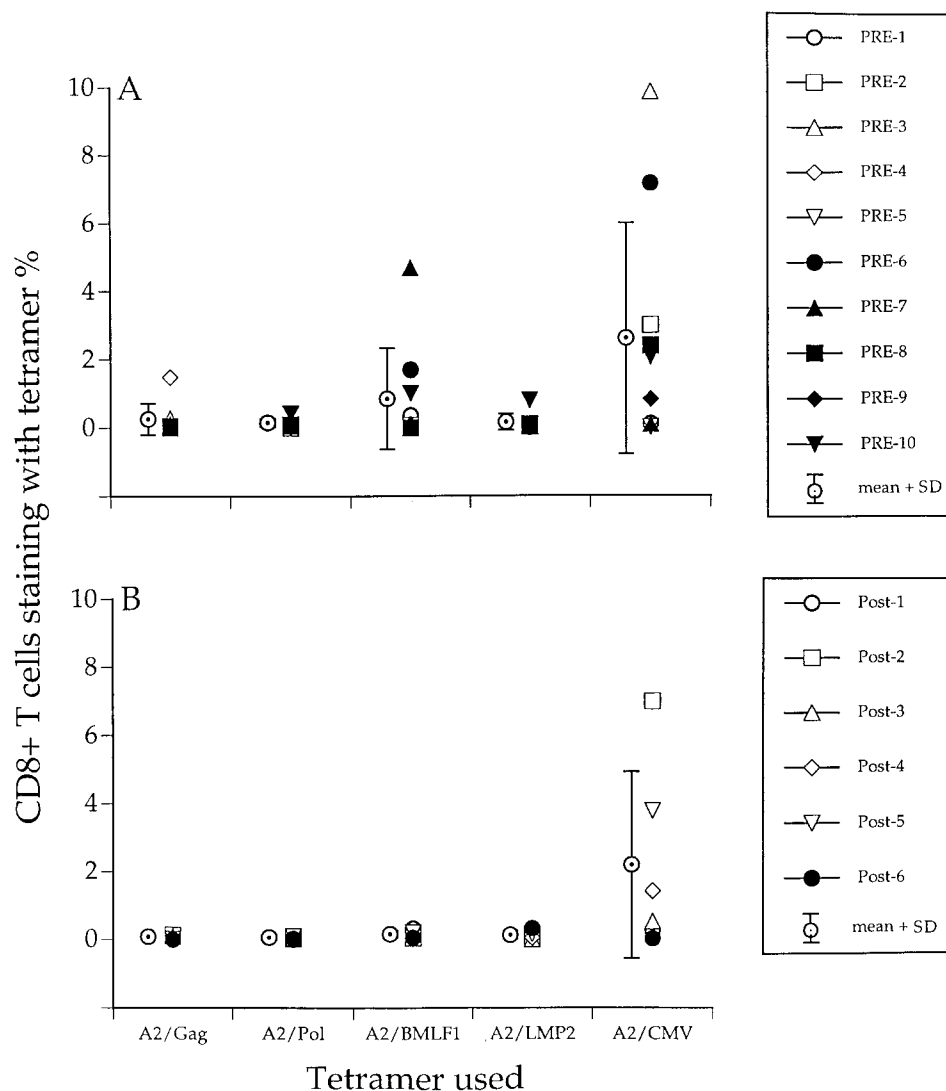 A
10
8
6
4
2
0
PRE-1
PRE-2
PRE-3
PRE-4
PRE-5
PRE-6
PRE-7
PRE-8
PRE-9
PRE-10
mean + SD
CD8+ T cells staining with tetramer %
B
10
8
6
4
2
0
Post-1
Post-2
Post-3
Post-4
Post-5
Post-6
mean + SD
A2/Gag A2/Pol A2/BMLF1 A2/LMP2 A2/CMV
Tetramer used